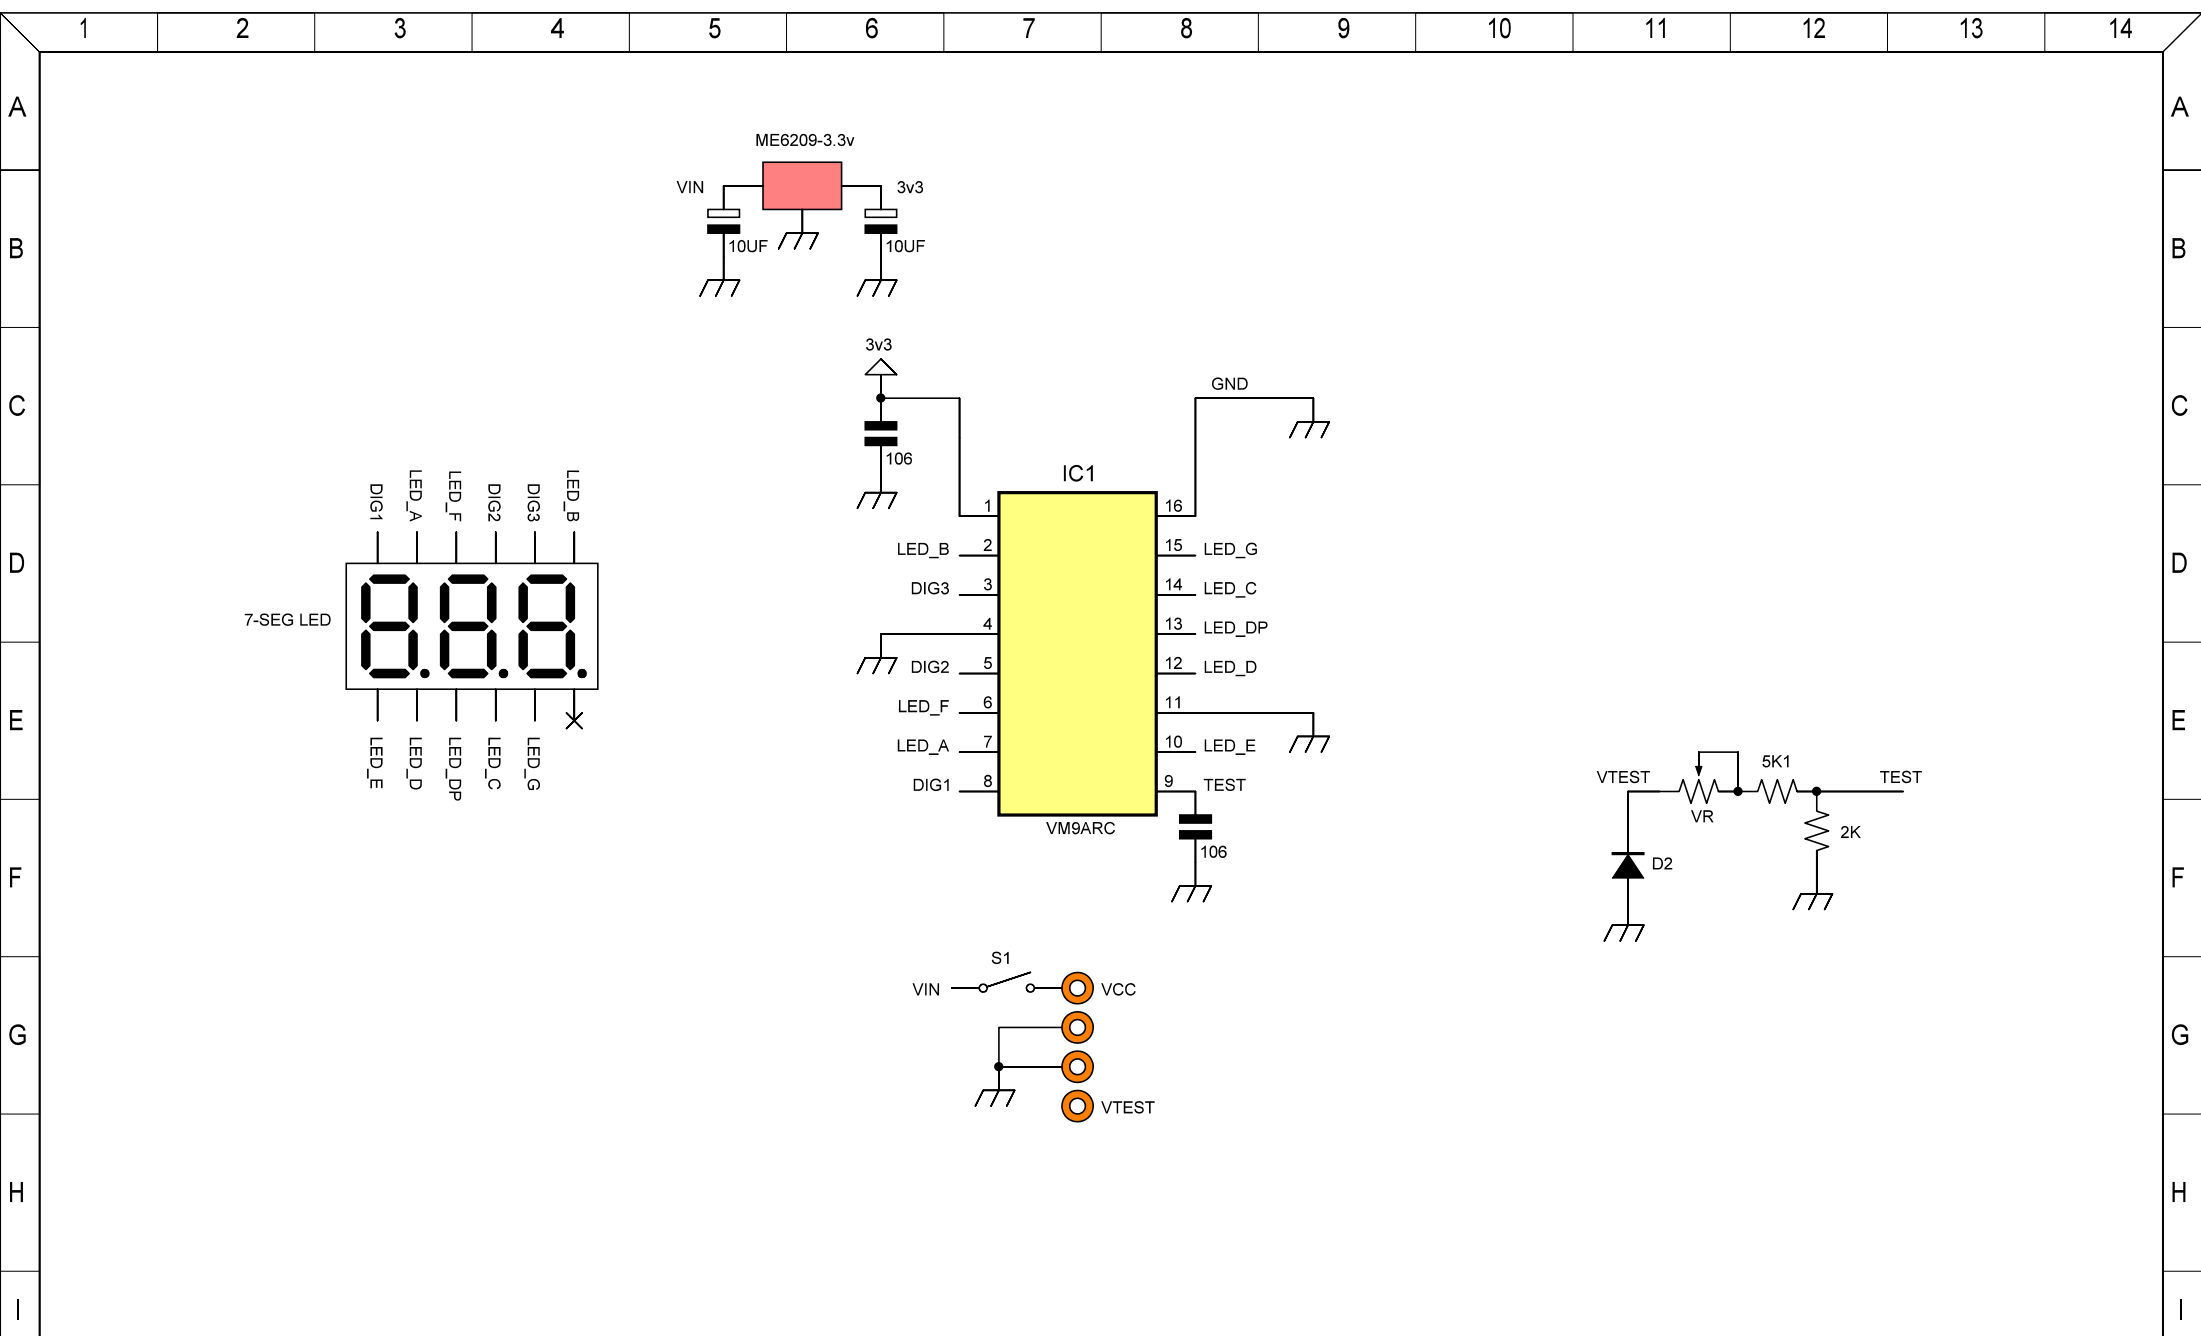 1 2 3 4 5 6 7 8 9 10 11 12 13 14
A A
ME6209-3.3v
VIN 3v3
10UF 10UF
B B
3v3
GND
C C
106
IC1
DIG1 LED_A LED_F DIG2 DIG3 LED_B
1 16
LED_B 2 15 LED_G
D D
DIG3 3 14 LED_C
7-SEG LED
4 13 LED_DP
DIG2 5 12 LED_D
LED_F 6 11
E E
LED_A 7 10 LED_E
LED_E LED_D LED_DP LED_C LED_G
DIG1 8 9 TEST
VTEST 5K1 TEST
VR
VM9ARC
2K
106
D2
F F
S1
VIN VCC
G G
VTEST
H H
I I